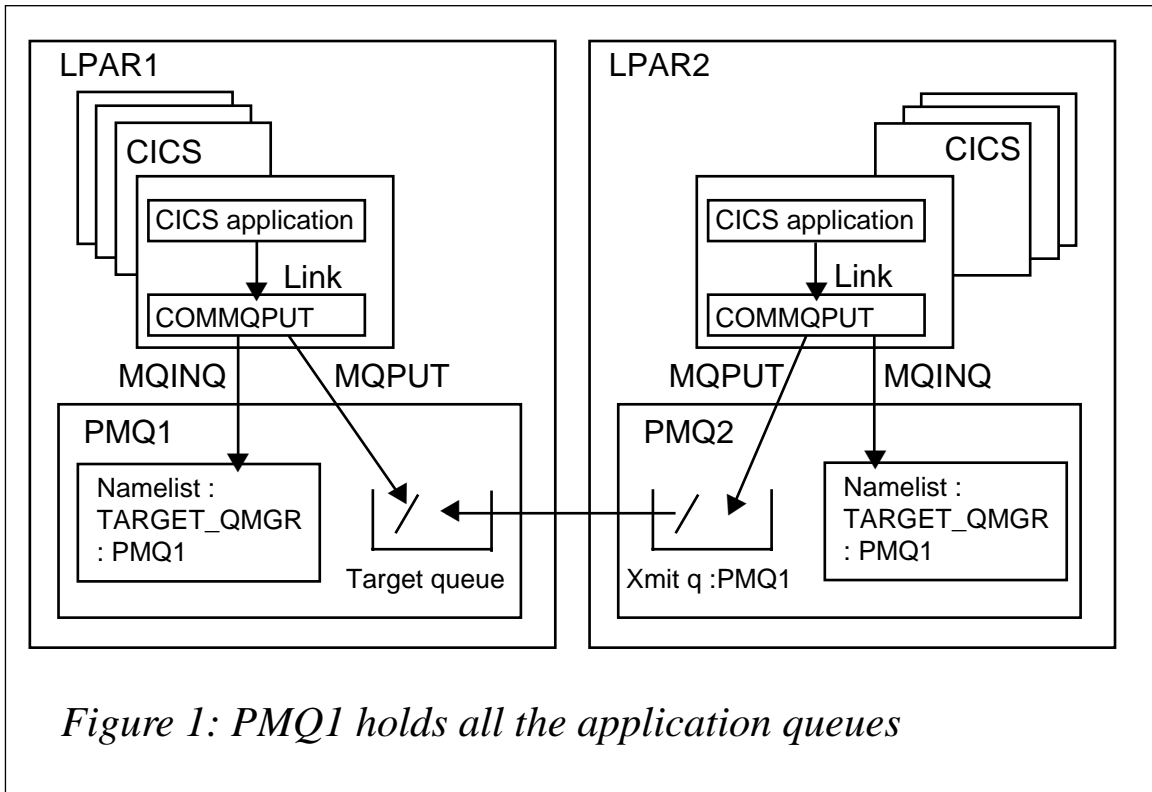 LPAR1
CICS
CICS application
Link
COMMQPUT
MQINQ
MQPUT
PMQ1
Namelist :
TARGET_QMGR
: PMQ1
Target queue
LPAR2
CICS
CICS application
Link
COMMQPUT
MQPUT
MQINQ
PMQ2
Xmit q :PMQ1
Namelist :
TARGET_QMGR
: PMQ1
Figure 1: PMQ1 holds all the application queues